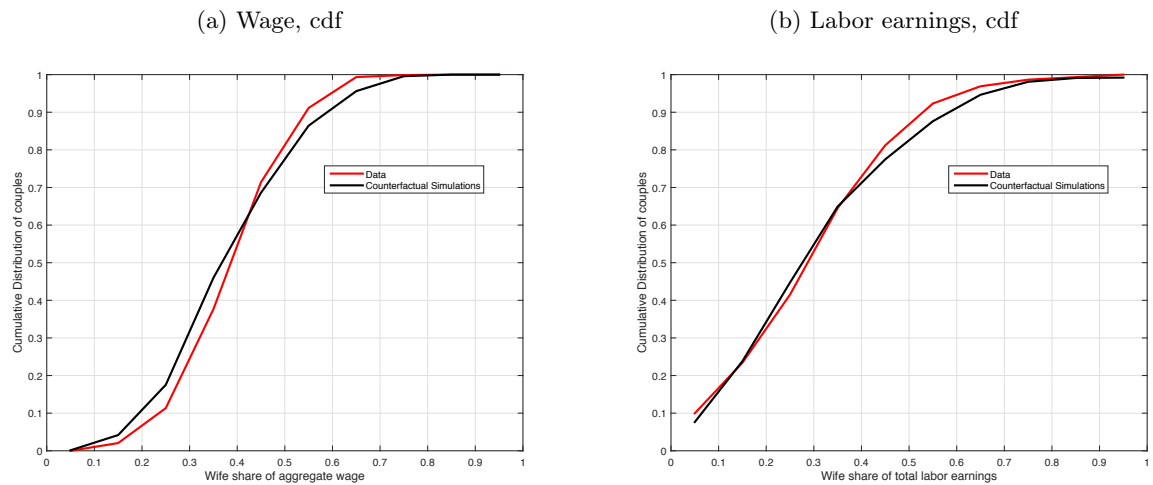 (a) Wage, cdf
Cumulative Distribution of couples
1
0.9
0.8
0.7
0.6
0.5
0.4
0.3
0.2
0.1
0
Data
Counterfactual Simulations
0 0.1 0.2 0.3 0.4 0.5 0.6 0.7 0.8 0.9 1
Wife share of aggregate wage
(b) Labor earnings, cdf
Cumulative Distribution of couples
1
0.9
0.8
0.7
0.6
0.5
0.4
0.3
0.2
0.1
0
Data
Counterfactual Simulations
0 0.1 0.2 0.3 0.4 0.5 0.6 0.7 0.8 0.9 1
Wife share of total labor earnings